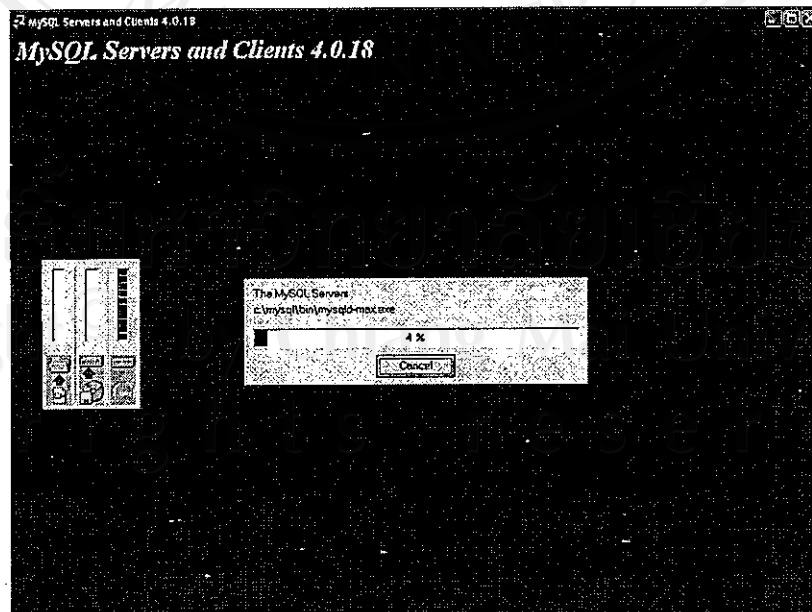 MySQL Servers and Clients 4.0.18
MySQL Servers and Clients 4.0.18
The MySQL Servers
c:\mysql\bin\mysqld-max.exe
4 %
Cancel